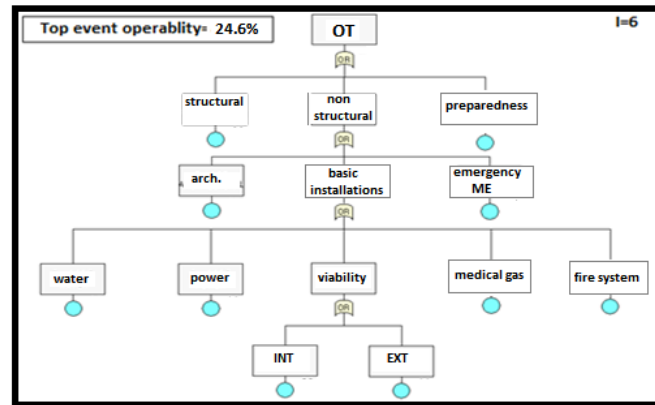 Top event operablity= 24.6%
OT
I=6
OR
structural
non
structural
preparedness
OR
arch.
basic
installations
emergency
ME
OR
water
power
viability
medical gas
fire system
OR
INT
EXT